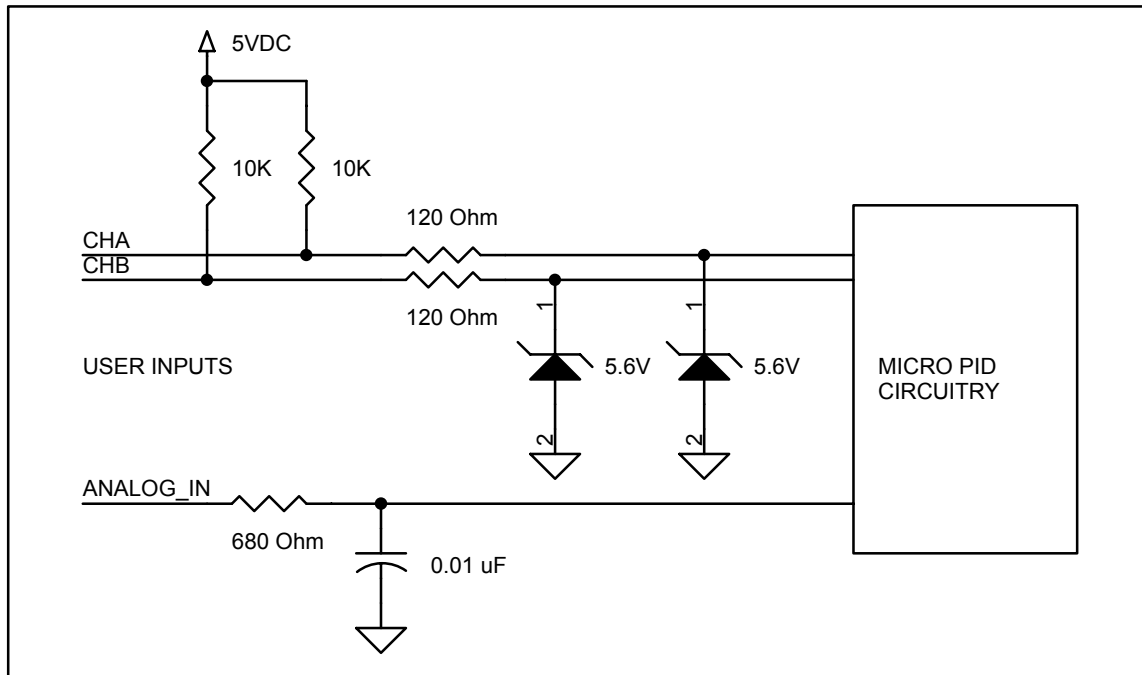 5VDC
10K
10K
120 Ohm
CHA
CHB
120 Ohm
1
1
USER INPUTS
5.6V
5.6V
MICRO PID
CIRCUITRY
2
2
ANALOG_IN
680 Ohm
0.01 uF